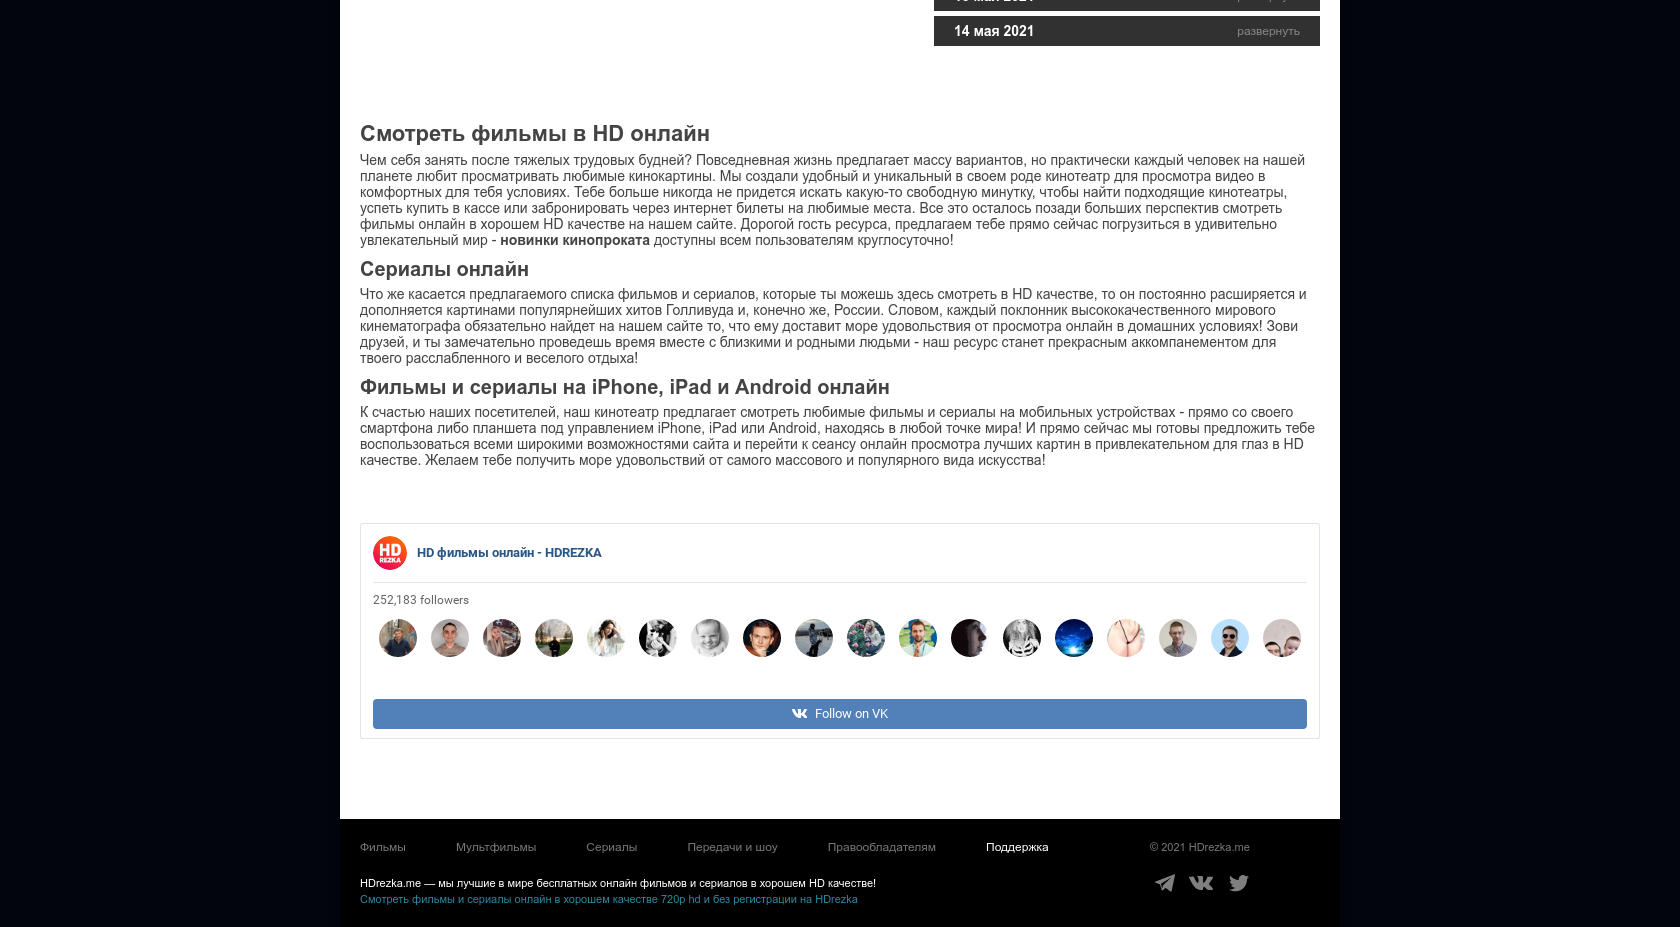 14 мая 2021
развернуть
Смотреть фильмы в HD онлайн
Чем себя занять после тяжелых трудовых будней? Повседневная жизнь предлагает массу вариантов, но практически каждый человек на нашей
планете любит просматривать любимые кинокартины. Мы создали удобный и уникальный в своем роде кинотеатр для просмотра видео в
комфортных для тебя условиях. Тебе больше никогда не придется искать какую-то свободную минутку, чтобы найти подходящие кинотеатры,
успеть купить в кассе или забронировать через интернет билеты на любимые места. Все это осталось позади больших перспектив смотреть
фильмы онлайн в хорошем HD качестве на нашем сайте. Дорогой гость ресурса, предлагаем тебе прямо сейчас погрузиться в удивительно
увлекательный мир - новинки кинопроката доступны всем пользователям круглосуточно!
Сериалы онлайн
Что же касается предлагаемого списка фильмов и сериалов, которые ты можешь здесь смотреть в HD качестве, то он постоянно расширяется и
дополняется картинами популярнейших хитов Голливуда и, конечно же, России. Словом, каждый поклонник высококачественного мирового
кинематографа обязательно найдет на нашем сайте то, что ему доставит море удовольствия от просмотра онлайн в домашних условиях! Зови
друзей, и ты замечательно проведешь время вместе с близкими и родными людьми - наш ресурс станет прекрасным аккомпанементом для
твоего расслабленного и веселого отдыха!
Фильмы и сериалы на iPhone, iPad и Android онлайн
К счастью наших посетителей, наш кинотеатр предлагает смотреть любимые фильмы и сериалы на мобильных устройствах - прямо со своего
смартфона либо планшета под управлением iPhone, iPad или Android, находясь в любой точке мира! И прямо сейчас мы готовы предложить тебе
воспользоваться всеми широкими возможностями сайта и перейти к сеансу онлайн просмотра лучших картин в привлекательном для глаз в HD
качестве. Желаем тебе получить море удовольствий от самого массового и популярного вида искусства!
HD
REZKA
HD фильмы онлайн - HDREZKA
252,183 followers
Follow on VK
Фильмы
Мультфильмы
Сериалы
Передачи и шоу
Правообладателям
Поддержка
© 2021 HDrezka.me
HDrezka.me — мы лучшие в мире бесплатных онлайн фильмов и сериалов в хорошем HD качестве!
Смотреть фильмы и сериалы онлайн в хорошем качестве 720p hd и без регистрации на HDrezka